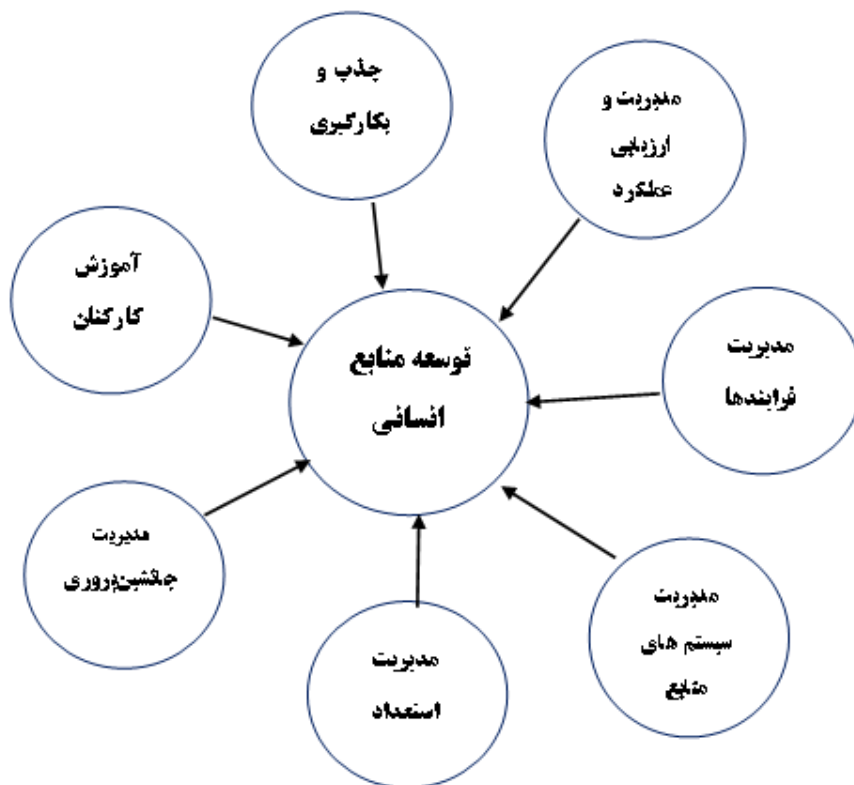 جذب و
بکارگیری
مدیریت و
ارزیابی
عملکرد
آموزش
کارکنان
توسعه منابع
انسانی
مدیریت
فرایندها
مدیریت
جانشین‌پروری
مدیریت
استعداد
مدیریت
سیستم های
منابع